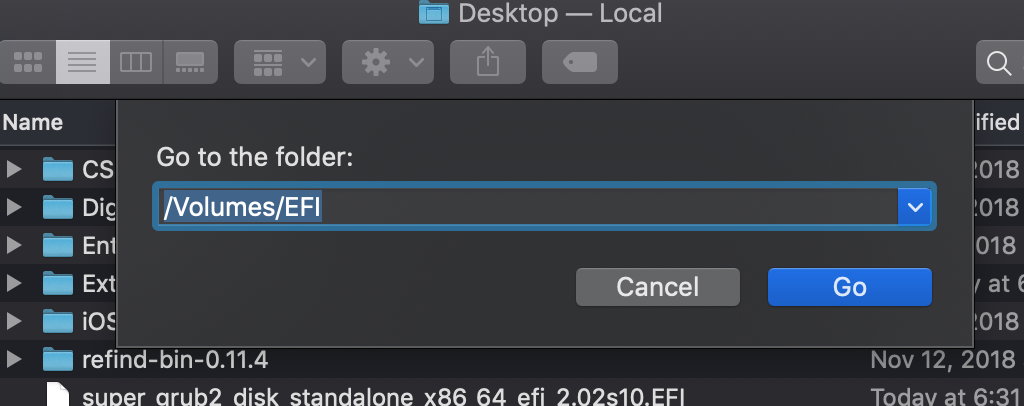 Desktop — Local
Name
ified
Go to the folder:
/Volumes/EFI
Cancel
Go
CS
2018
Dig
2018
Ent
2018
Ext
y at 6
iOS
2018
refind-bin-0.11.4
Nov 12, 2018
super_grub2_disk_standalone_x86_64_efi_2.02s10.EFI
Today at 6:31